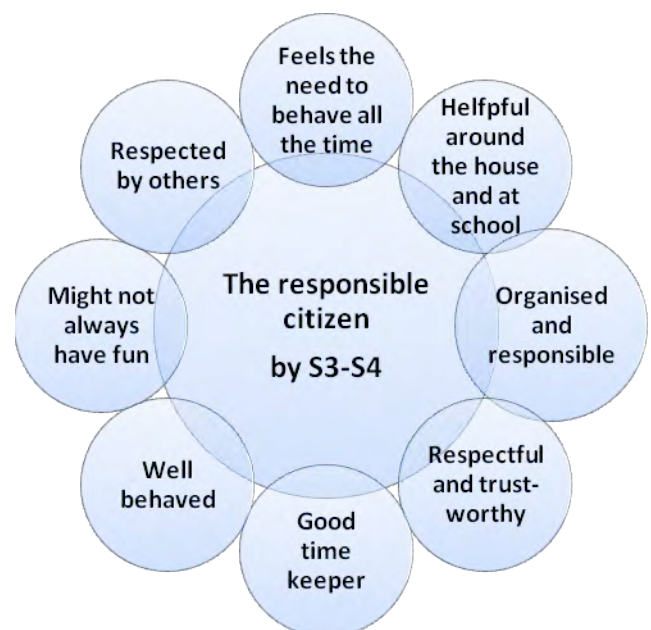 Feels the
need to
behave all
the time
Helfpful
around
the house
and at
school
Organised
and
responsible
Respectful
and trust-
worthy
Good
time
keeper
Well
behaved
Might not
always
have fun
Respected
by others
The responsible
citizen
by S3-S4